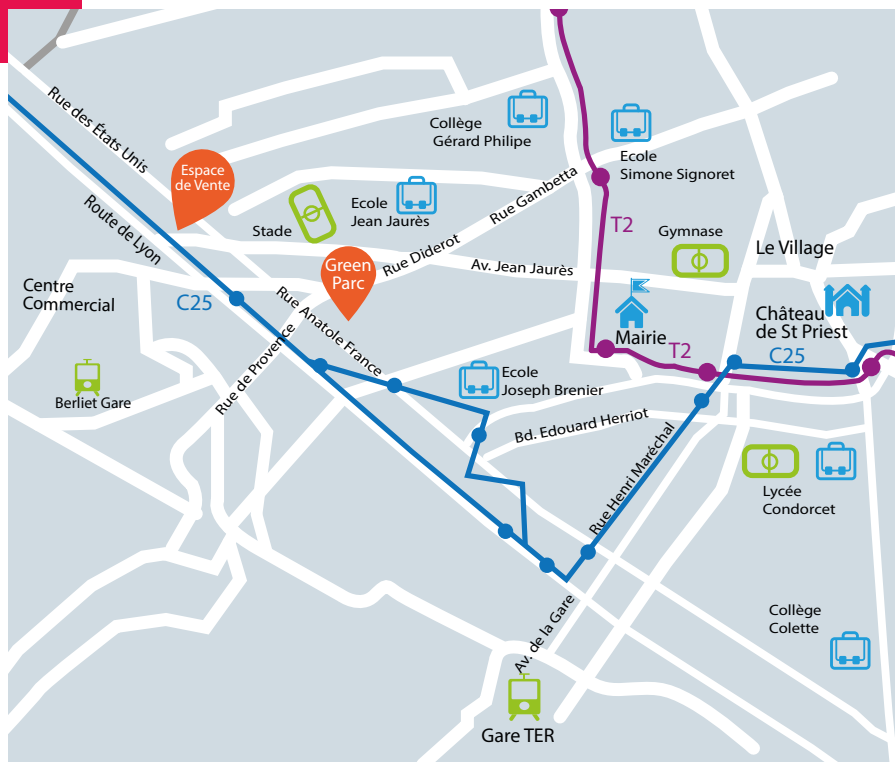 Rue des États Unis
Collège
Gérard Philipe
Ecole
Simone Signoret
Espace
de Vente
Route de Lyon
Stade
Ecole
Jean Jaurès
Rue Gambetta
T2
Gymnase
Rue Diderot
Av. Jean Jaurès
Le Village
Green
Parc
Centre
Commercial
C25
Rue Anatole France
Château
de St Priest
Mairie
T2
C25
Rue de Provence
Berliet Gare
Ecole
Joseph Brenier
Bd. Edouard Herriot
Rue Henri Maréchal
Lycée
Condorcet
Collège
Colette
Av. de la Gare
Gare TER